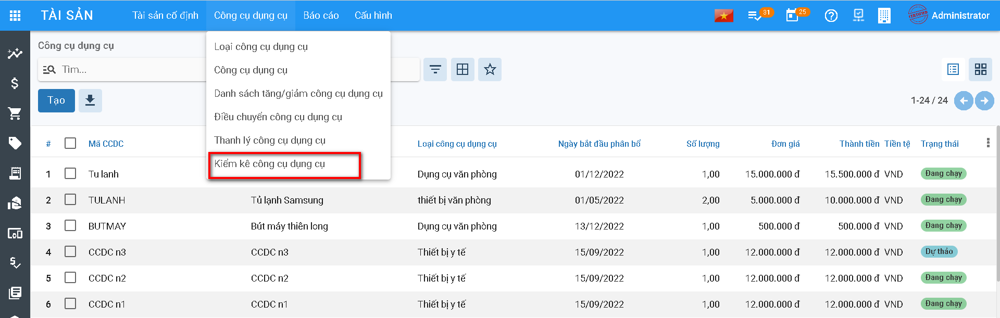 TÀI SẢN Tài sản cố định Công cụ dụng cụ Báo cáo Cấu hình 31 25 CERTIFIED Administrator
Công cụ dụng cụ
Tìm...
Loại công cụ dụng cụ
Công cụ dụng cụ
Danh sách tăng/giảm công cụ dụng cụ
Điều chuyển công cụ dụng cụ
Thanh lý công cụ dụng cụ
Kiểm kê công cụ dụng cụ
Tạo
1-24 / 24
# Mã CCDC Loại công cụ dụng cụ Ngày bắt đầu phân bổ Số lượng Đơn giá Thành tiền Tiền tệ Trạng thái
1 Tu lanh Dụng cụ văn phòng 01/12/2022 1,00 15.000.000 đ 15.500.000 đ VND Đang chạy
2 TULANH Tủ lạnh Samsung thiết bị văn phòng 01/05/2022 2,00 5.000.000 đ 10.000.000 đ VND Đang chạy
3 BUTMAY Bút máy thiên long Dụng cụ văn phòng 13/12/2022 1,00 500.000 đ 500.000 đ VND Đang chạy
4 CCDC n3 CCDC n3 Thiết bị y tế 15/09/2022 1,00 12.000.000 đ 12.000.000 đ VND Dự thảo
5 CCDC n2 CCDC n2 Thiết bị y tế 15/09/2022 1,00 12.000.000 đ 12.000.000 đ VND Đang chạy
6 CCDC n1 CCDC n1 Thiết bị y tế 15/09/2022 1,00 12.000.000 đ 12.000.000 đ VND Đang chạy